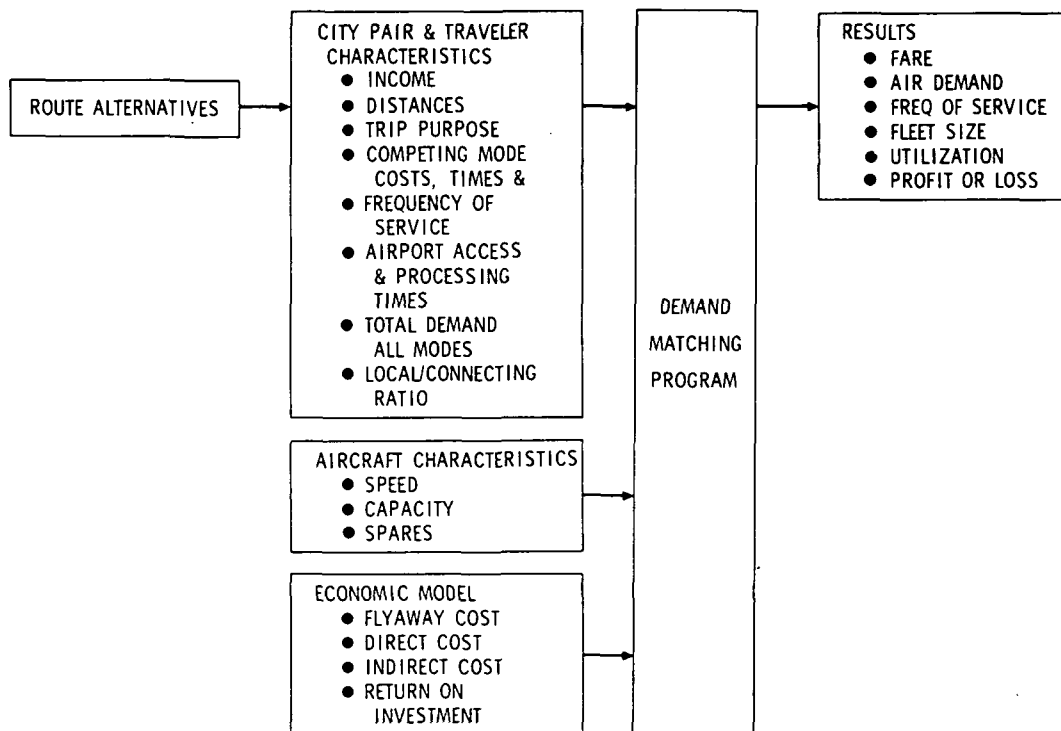 ROUTE ALTERNATIVES
CITY PAIR & TRAVELER
CHARACTERISTICS
● INCOME
● DISTANCES
● TRIP PURPOSE
● COMPETING MODE
COSTS, TIMES &
● FREQUENCY OF
SERVICE
● AIRPORT ACCESS
& PROCESSING
TIMES
● TOTAL DEMAND
ALL MODES
● LOCAL/CONNECTING
RATIO
AIRCRAFT CHARACTERISTICS
● SPEED
● CAPACITY
● SPARES
ECONOMIC MODEL
● FLYAWAY COST
● DIRECT COST
● INDIRECT COST
● RETURN ON
INVESTMENT
DEMAND
MATCHING
PROGRAM
RESULTS
● FARE
● AIR DEMAND
● FREQ OF SERVICE
● FLEET SIZE
● UTILIZATION
● PROFIT OR LOSS